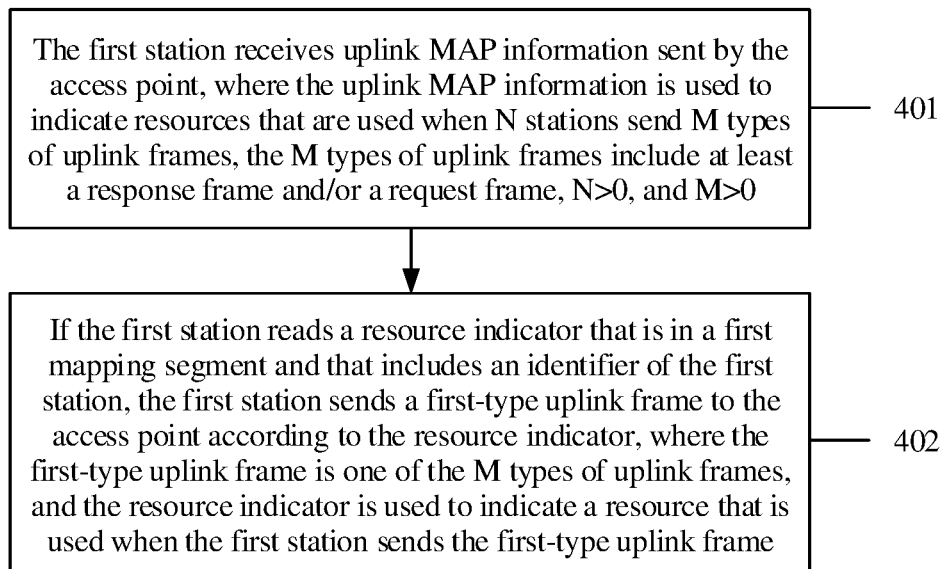 The first station receives uplink MAP information sent by the
access point, where the uplink MAP information is used to
indicate resources that are used when N stations send M types
of uplink frames, the M types of uplink frames include at least
a response frame and/or a request frame, N>0, and M>0
401
If the first station reads a resource indicator that is in a first
mapping segment and that includes an identifier of the first
station, the first station sends a first-type uplink frame to the
access point according to the resource indicator, where the
first-type uplink frame is one of the M types of uplink frames,
and the resource indicator is used to indicate a resource that is
used when the first station sends the first-type uplink frame
402